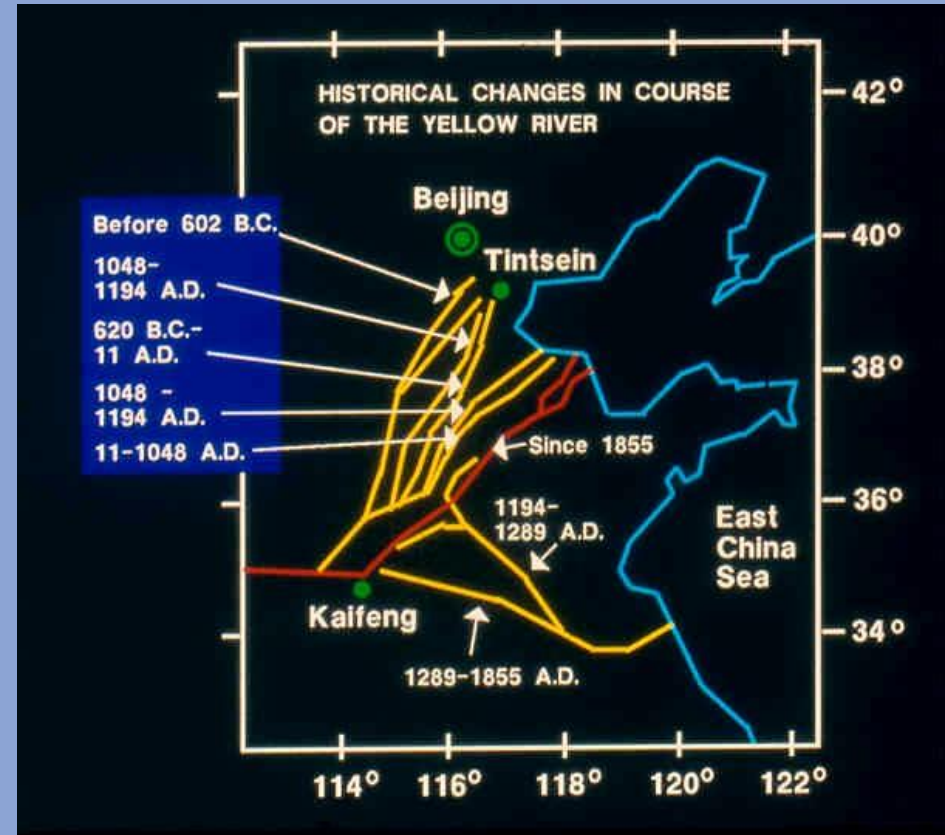 HISTORICAL CHANGES IN COURSE
OF THE YELLOW RIVER
42°
Beijing
Before 602 B.C.
40°
Tintsein
1048-
1194 A.D.
620 B.C.-
11 A.D.
38°
1048 -
1194 A.D.
11-1048 A.D.
Since 1855
36°
1194-
1289 A.D.
East
China
Sea
Kaifeng
34°
1289-1855 A.D.
114°
116°
118°
120°
122°